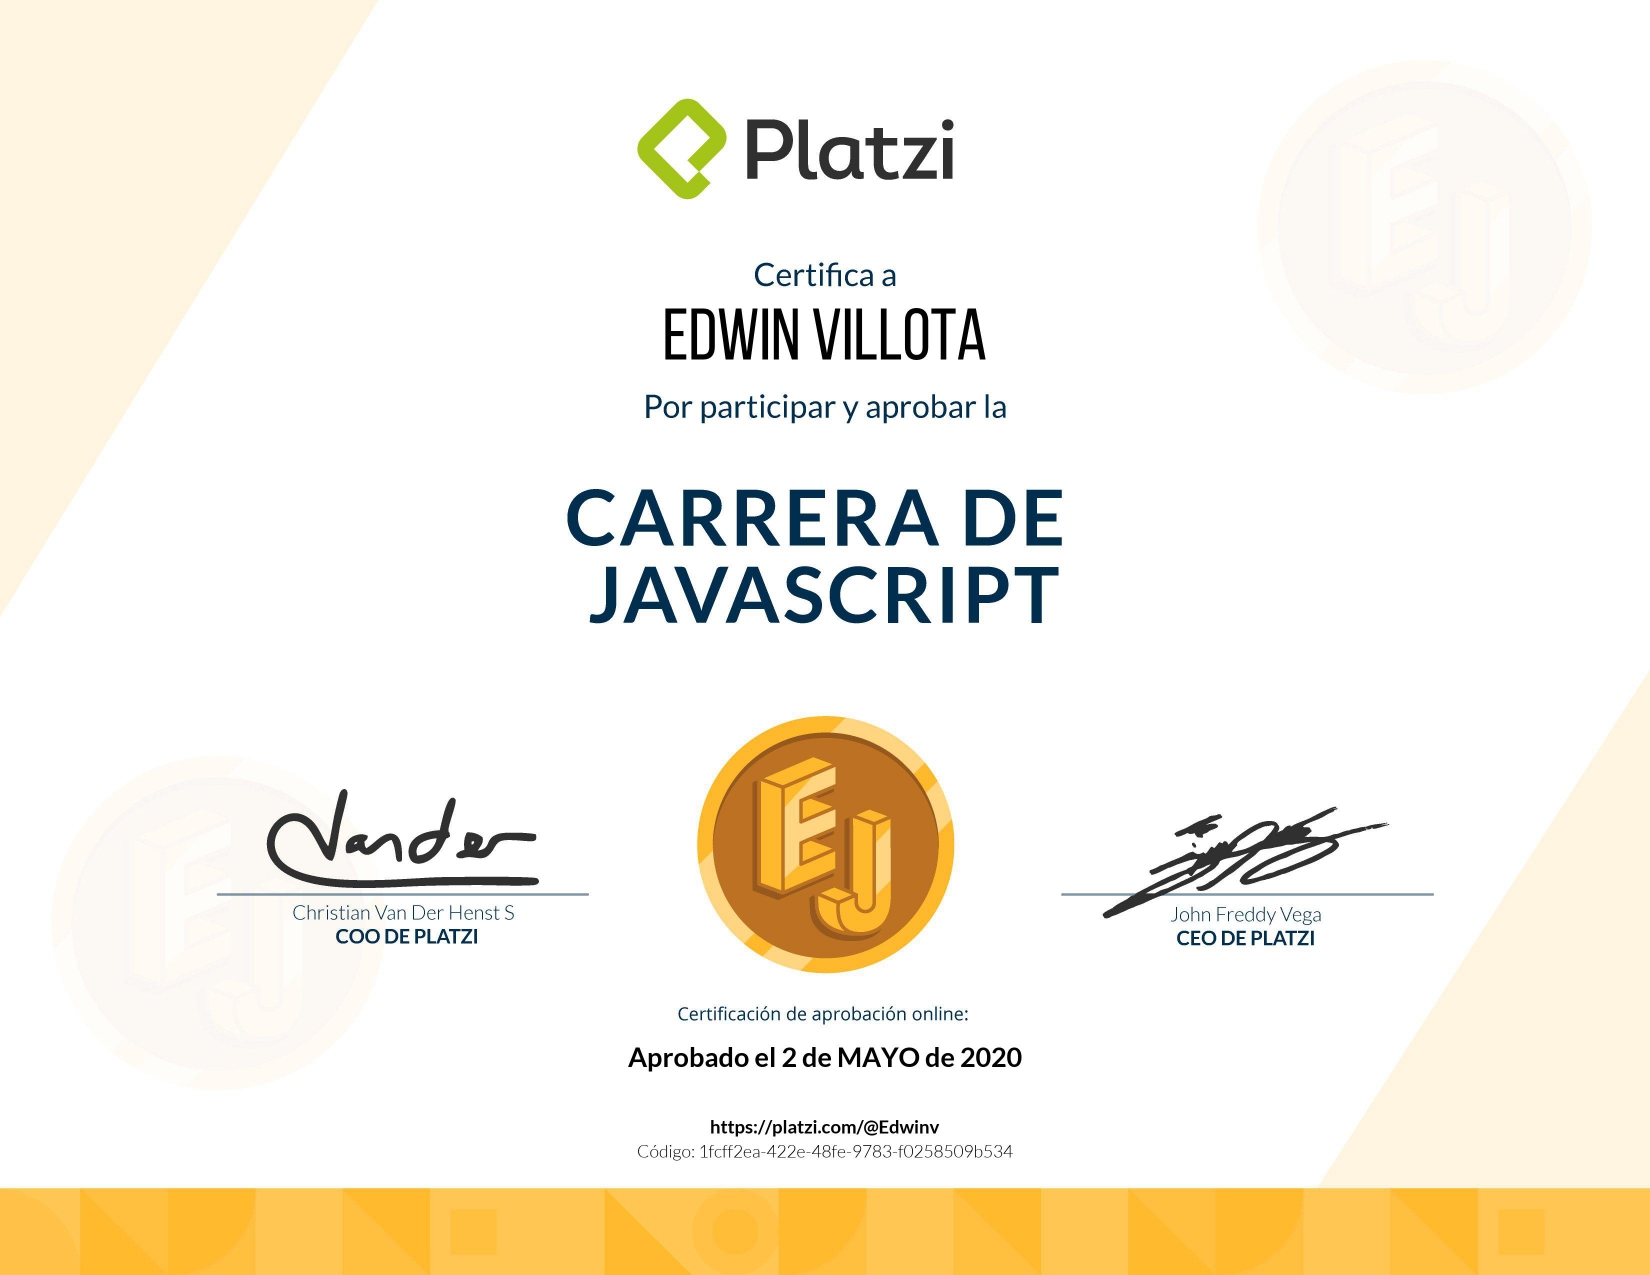 Platzi
Certifica a
EDWIN VILLOTA
Por participar y aprobar la
CARRERA DE
JAVASCRIPT
EJ
Vander
Christian Van Der Henst S
COO DE PLATZI
John Freddy Vega
CEO DE PLATZI
Certificación de aprobación online:
Aprobado el 2 de MAYO de 2020
https://platzi.com/@Edwinv
Código: 1fcff2ea-422e-48fe-9783-f0258509b534